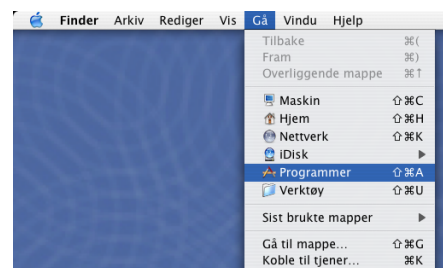 Finder Arkiv Rediger Vis Gå Vindu Hjelp
Tilbake ⌘(
Fram ⌘)
Overliggende mappe ⌘↑
Maskin ⇧⌘C
Hjem ⇧⌘H
Nettverk ⇧⌘K
iDisk ▶
Programmer ⇧⌘A
Verktøy ⇧⌘U
Sist brukte mapper ▶
Gå til mappe... ⇧⌘G
Koble til tjener... ⌘K